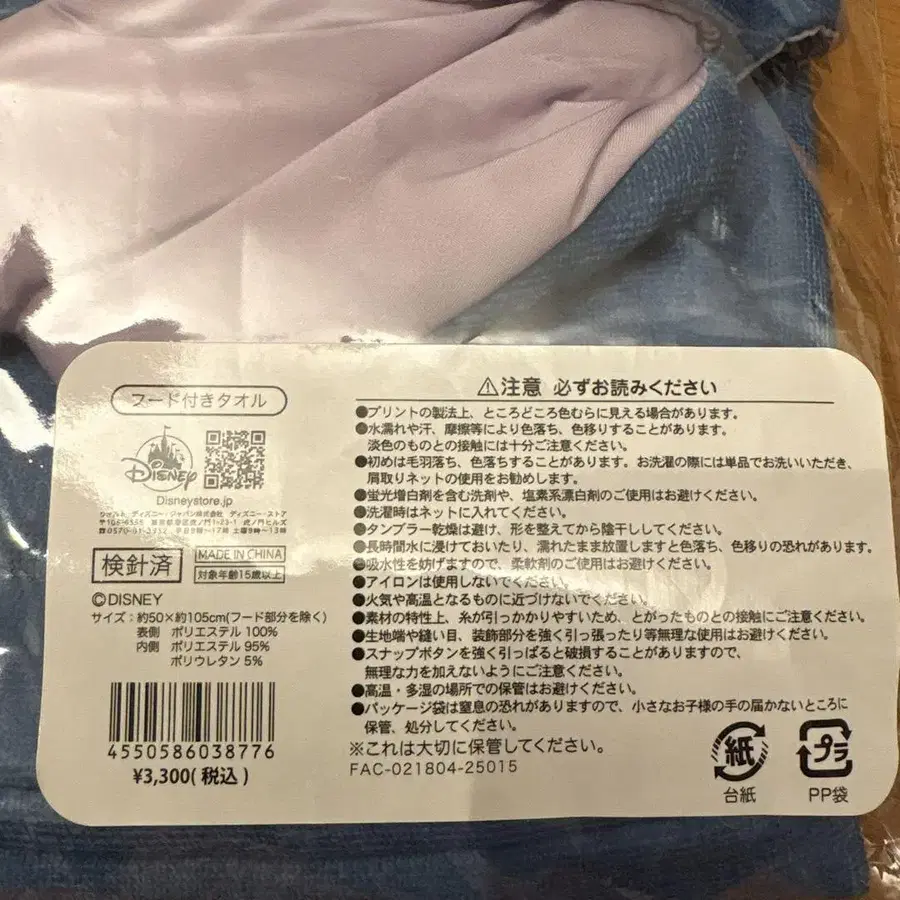 フード付きタオル
Disney
Disneystore.jp
ウォルト・ディズニー・ジャパン株式会社 ディズニーストア
検針済
MADE IN CHINA
対象年齢15歳以上
©DISNEY
サイズ：約50×約105cm(フード部分を除く)
表側 ポリエステル 100%
内側 ポリエステル 95%
ポリウレタン 5%
4550586038776
¥3,300(税込)
⚠注意 必ずお読みください
●プリントの製法上、ところどころ色むらに見える場合があります。
●水濡れや汗、摩擦等により色落ち、色移りすることがあります。
淡色のものとの接触には十分ご注意ください。
●初めは毛羽落ち、色落ちすることがあります。お洗濯の際には単品でお洗いいただき、
肩取りネットの使用をお勧めします。
●蛍光増白剤を含む洗剤や、塩素系漂白剤のご使用はお避けください。
●洗濯時はネットに入れてください。
●タンブラー乾燥は避け、形を整えてから陰干ししてください。
●長時間水に浸けておいたり、濡れたまま放置しますと色落ち、色移りの恐れがあります。
●吸水性を妨げますので、柔軟剤のご使用はお避けください。
●アイロンは使用しないでください。
●火気や高温となるものに近づけないでください。
●素材の特性上、糸が引っかかりやすいため、とがったものとの接触にご注意ください。
●生地端や縫い目、装飾部分を強く引っ張ったり等無理な使用はお避けください。
●スナップボタンを強く引っぱると破損することがありますので、
無理な力を加えないようにご注意ください。
●高温・多湿の場所での保管はお避けください。
●パッケージ袋は窒息の恐れがありますので、小さなお子様の手の届かないところに
保管、処分してください。
※これは大切に保管してください。
FAC-021804-25015
紙
台紙
プラ
PP袋